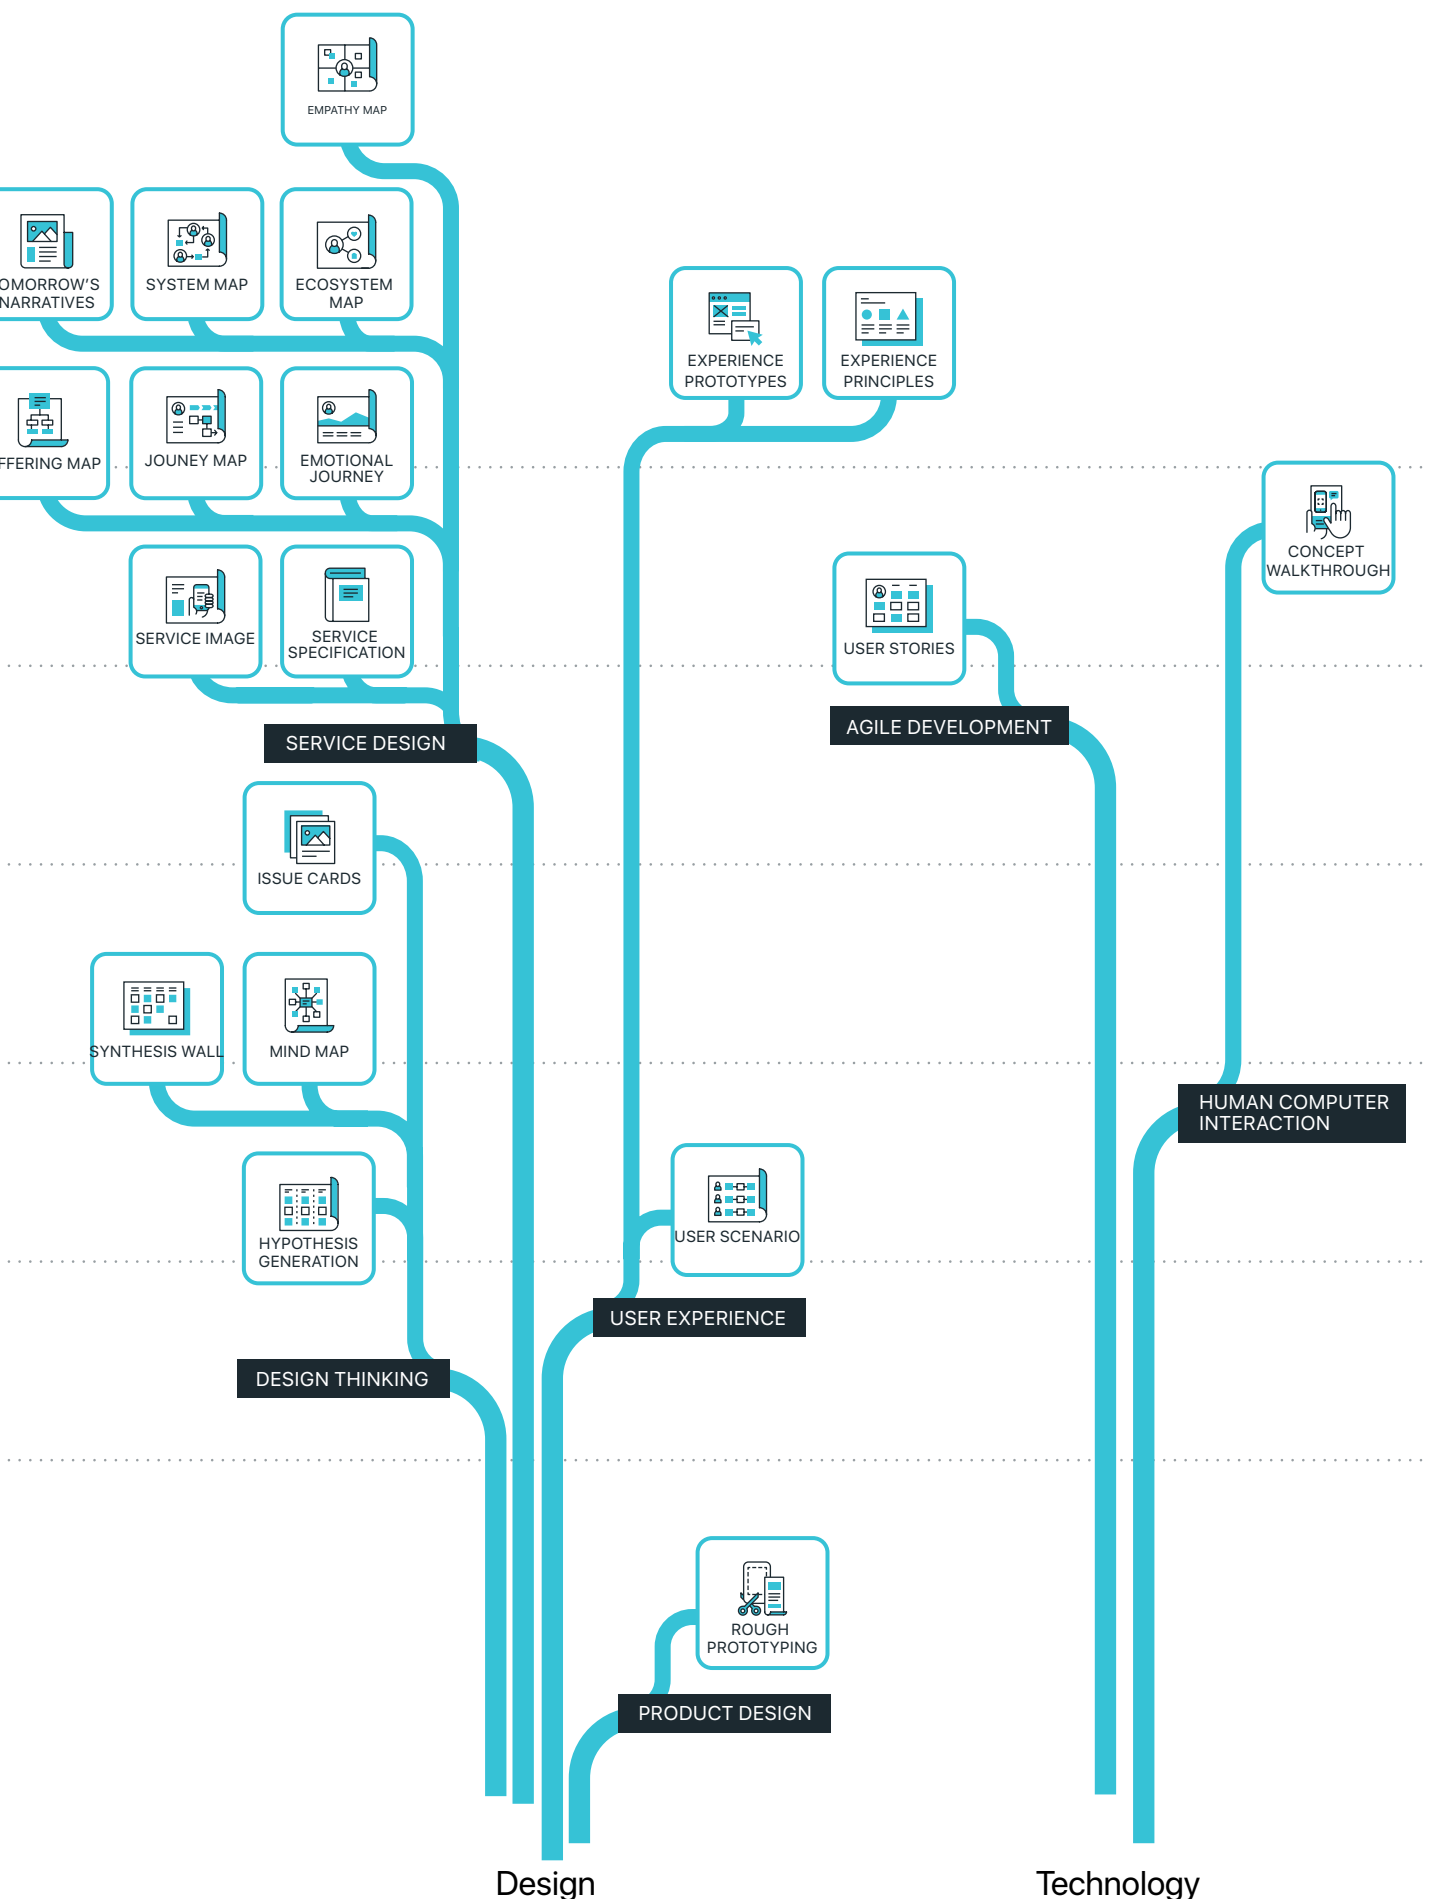 EMPATHY MAP
OMORROW'S
NARRATIVES
SYSTEM MAP
ECOSYSTEM
MAP
EXPERIENCE
PROTOTYPES
EXPERIENCE
PRINCIPLES
FFERING MAP
JOUNEY MAP
EMOTIONAL
JOURNEY
CONCEPT
WALKTHROUGH
SERVICE IMAGE
SERVICE
SPECIFICATION
USER STORIES
SERVICE DESIGN
AGILE DEVELOPMENT
ISSUE CARDS
SYNTHESIS WALL
MIND MAP
HUMAN COMPUTER
INTERACTION
HYPOTHESIS
GENERATION
USER SCENARIO
USER EXPERIENCE
DESIGN THINKING
ROUGH
PROTOTYPING
PRODUCT DESIGN
Design
Technology